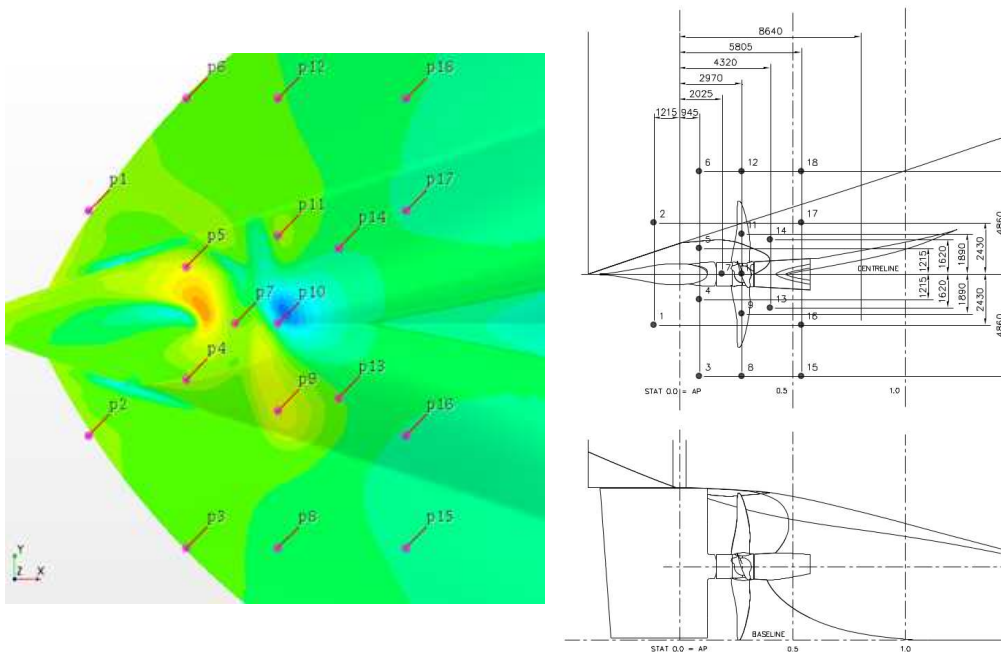 p6
p12
p16
p1
p17
p11
p14
p5
p7
p10
p4
p13
p9
p2
p16
p3
p8
p15
Y
Z X
8640
5805
4320
2970
2025
1215 945
6 12 18
2 17
11
5 14
7 10
CENTRELINE
4
13
9
1 16
3 8 15
1215
1620
1890
2430
4860
1215
1620
1890
2430
4860
STAT 0.0 = AP 0.5 1.0
BASELINE
STAT 0.0 = AP 0.5 1.0